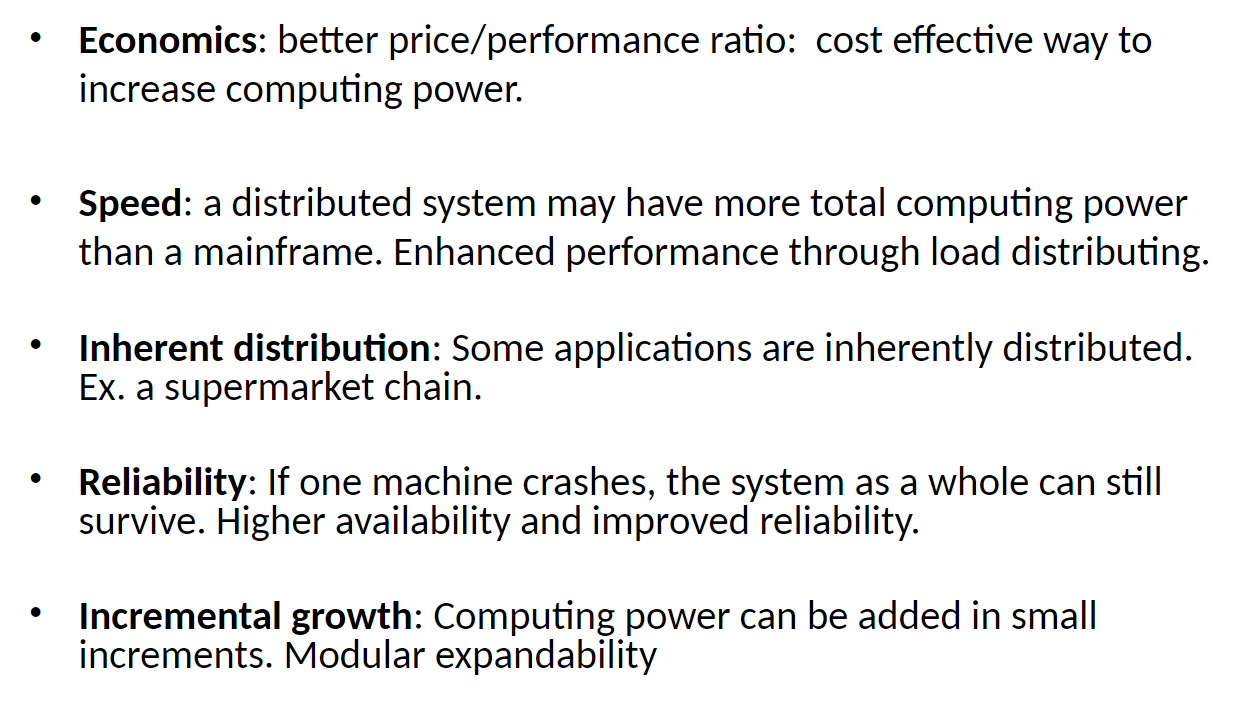 • Economics: better price/performance ratio:  cost effective way to
increase computing power.
• Speed: a distributed system may have more total computing power
than a mainframe. Enhanced performance through load distributing.
• Inherent distribution: Some applications are inherently distributed.
Ex. a supermarket chain.
• Reliability: If one machine crashes, the system as a whole can still
survive. Higher availability and improved reliability.
• Incremental growth: Computing power can be added in small
increments. Modular expandability